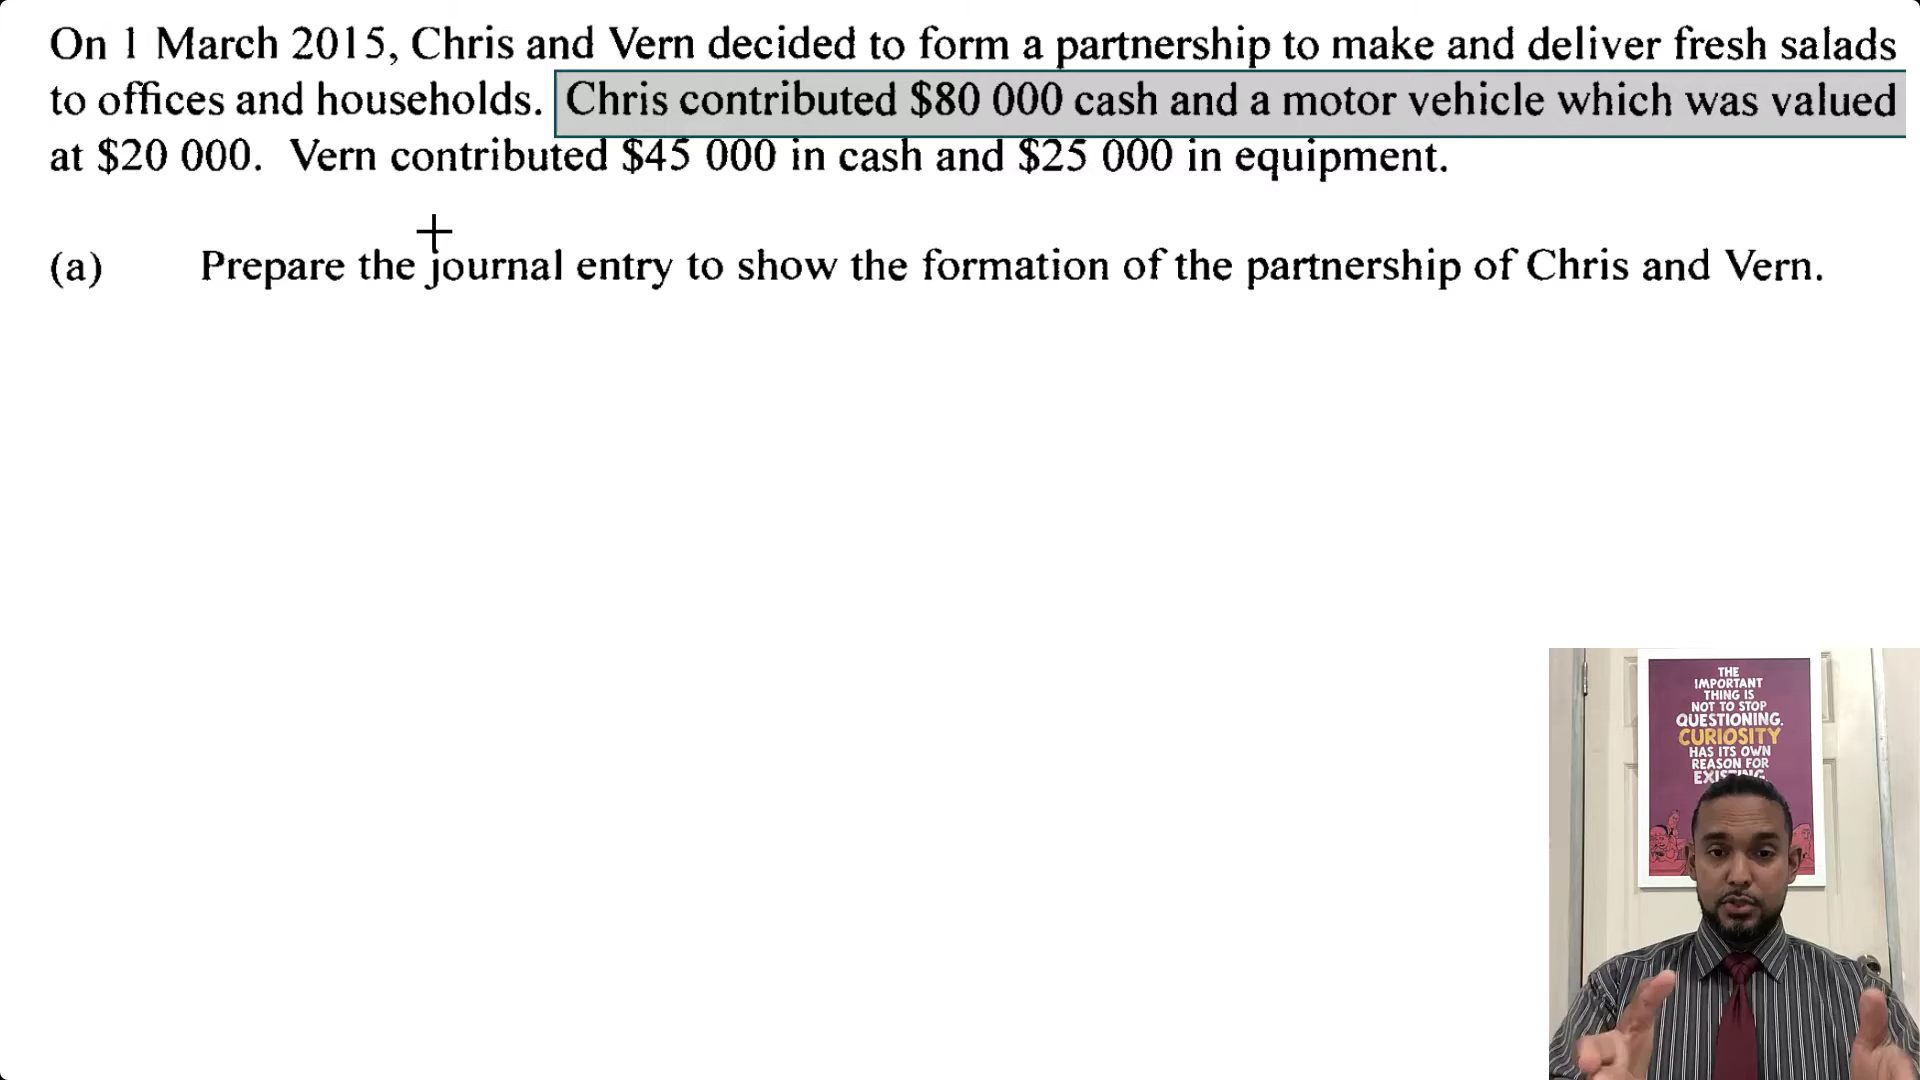 On 1 March 2015, Chris and Vern decided to form a partnership to make and deliver fresh salads
to offices and households. Chris contributed $80 000 cash and a motor vehicle which was valued
at $20 000. Vern contributed $45 000 in cash and $25 000 in equipment.
(a) Prepare the journal entry to show the formation of the partnership of Chris and Vern.
THE
IMPORTANT
THING IS
NOT TO STOP
QUESTIONING.
CURIOSITY
HAS ITS OWN
REASON FOR
EXISTING.